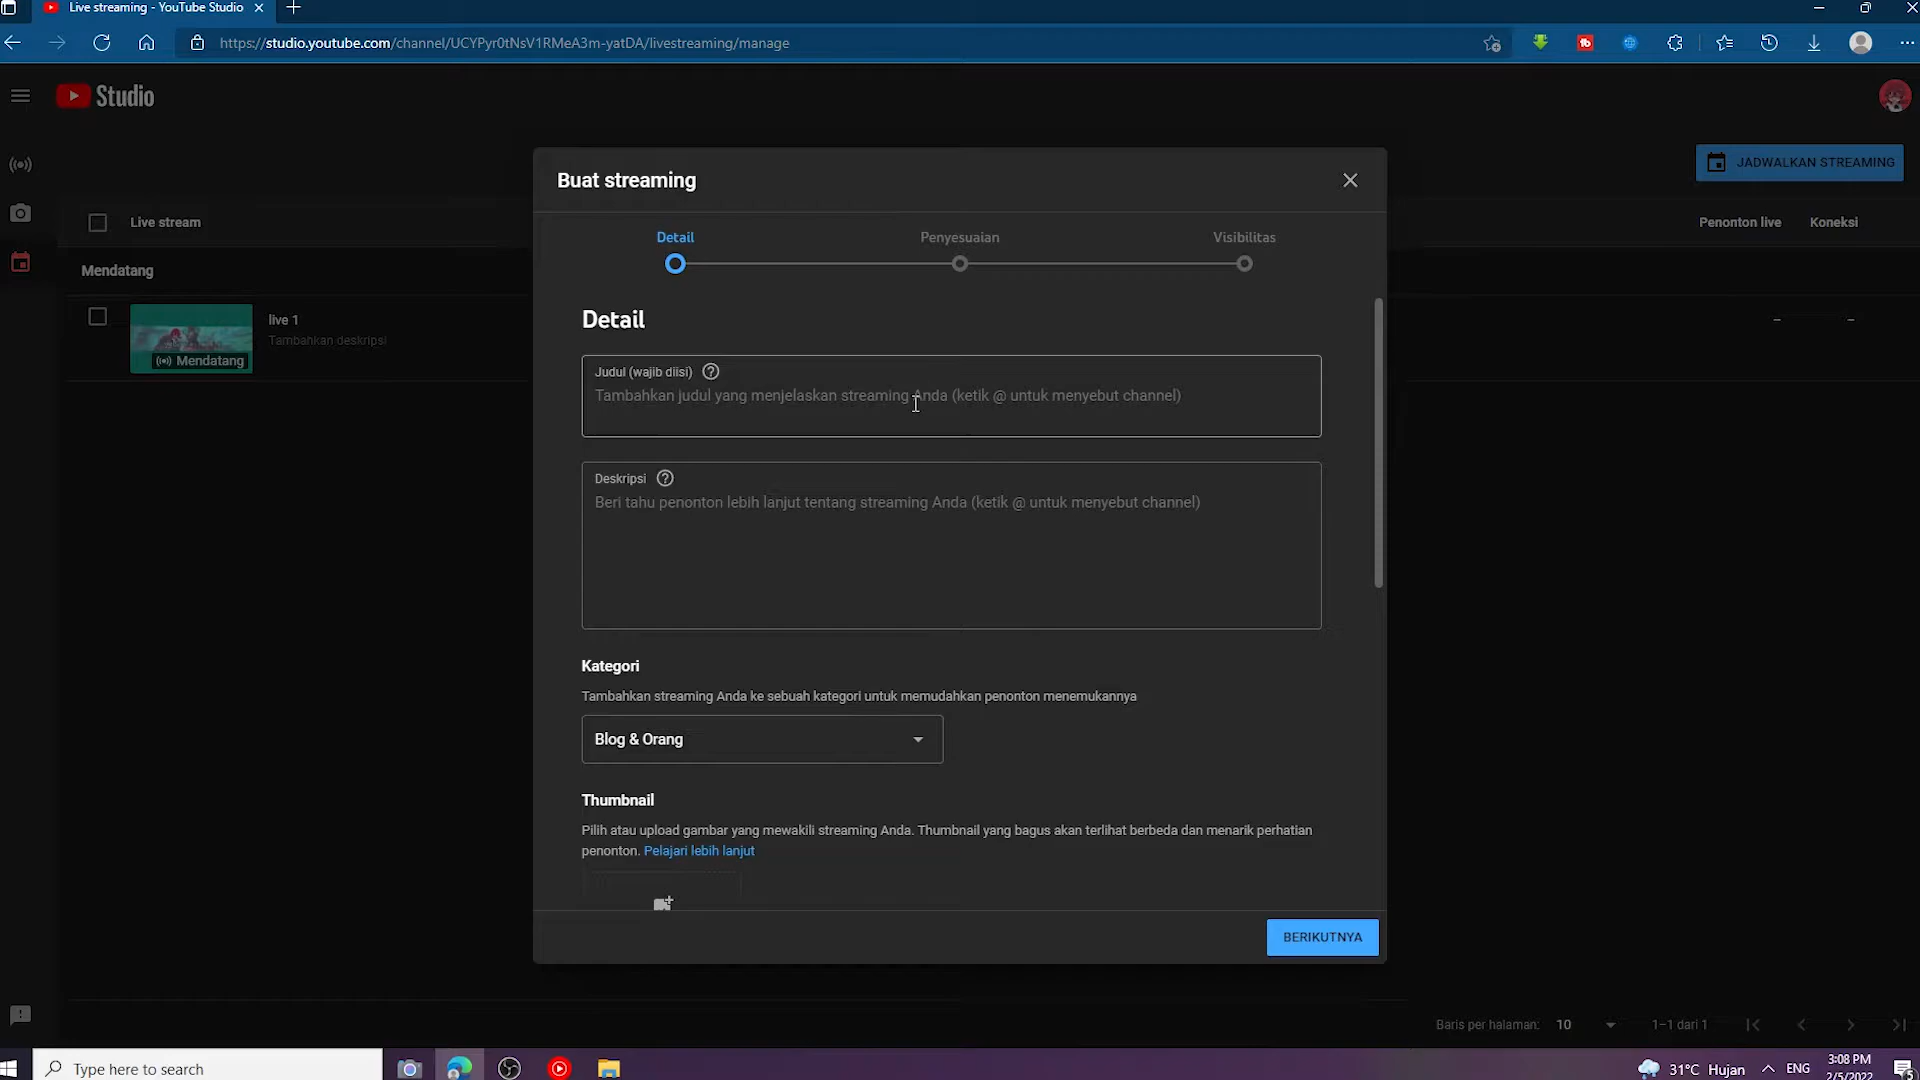 Live streaming - YouTube Studio
https://studio.youtube.com/channel/UCYPyr0tNsV1RMeA3m-yatDA/livestreaming/manage
Studio
JADWALKAN STREAMING
Live stream
Penonton live
Koneksi
Mendatang
live 1
Tambahkan deskripsi
Mendatang
Buat streaming
Detail
Penyesuaian
Visibilitas
Detail
Judul (wajib diisi)
Tambahkan judul yang menjelaskan streaming Anda (ketik @ untuk menyebut channel)
Deskripsi
Beri tahu penonton lebih lanjut tentang streaming Anda (ketik @ untuk menyebut channel)
Kategori
Tambahkan streaming Anda ke sebuah kategori untuk memudahkan penonton menemukannya
Blog & Orang
Thumbnail
Pilih atau upload gambar yang mewakili streaming Anda. Thumbnail yang bagus akan terlihat berbeda dan menarik perhatian
penonton. Pelajari lebih lanjut
BERIKUTNYA
Baris per halaman: 10
1–1 dari 1
Type here to search
31°C Hujan
ENG
3:08 PM
2/5/2022
5